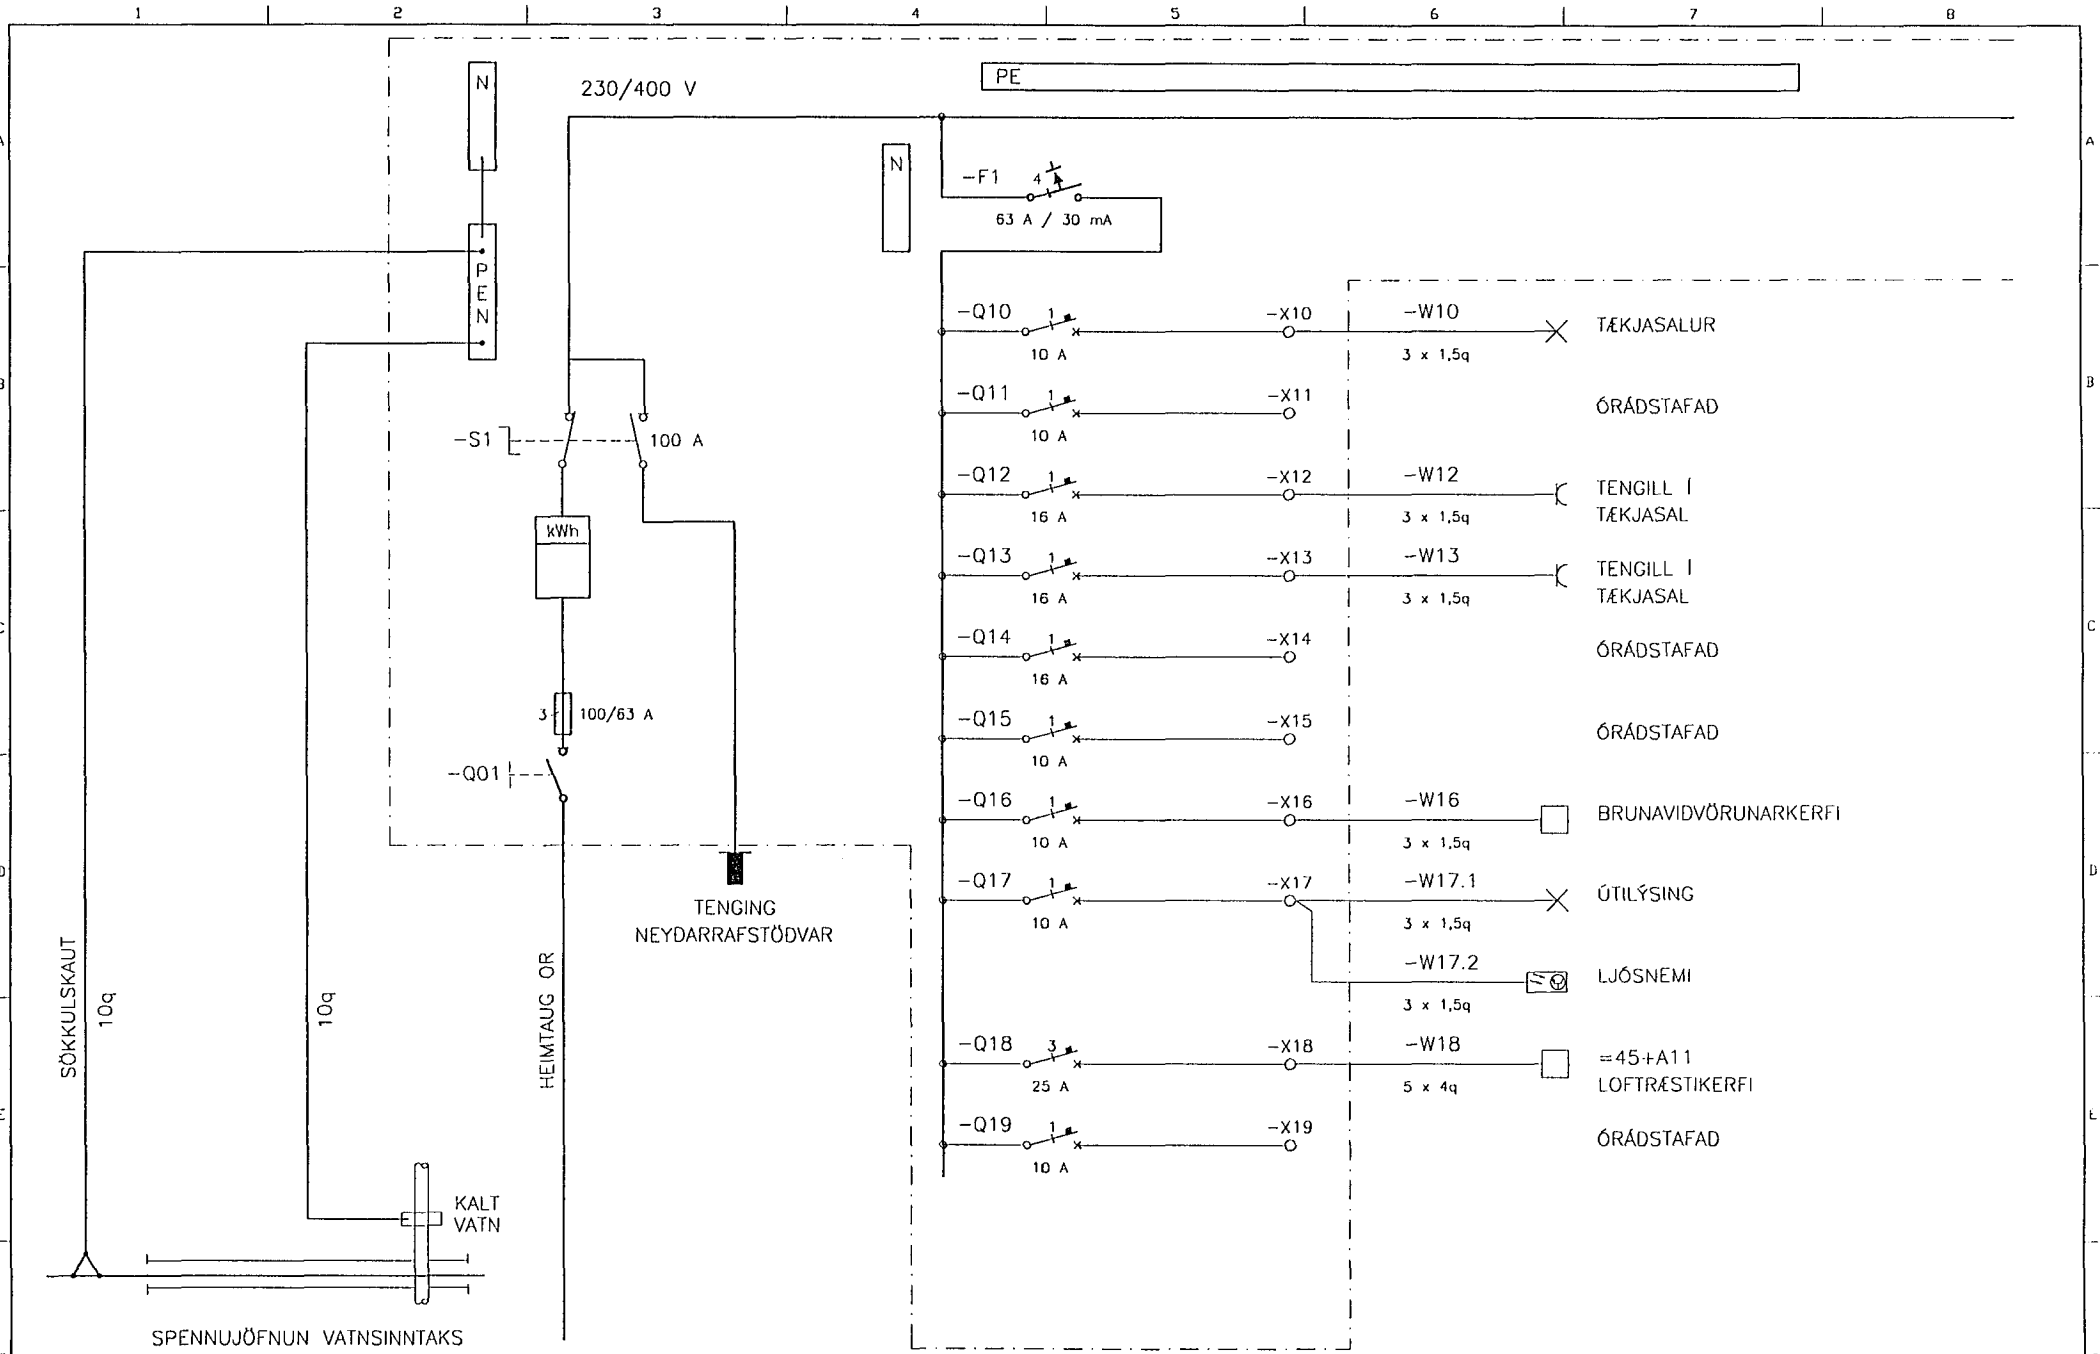 1 2 3 4 5 6 7 8
A
B
C
D
E
A
B
C
D
E
N
230/400 V
PE
N
PEN
-F1
4
63 A / 30 mA
-S1
100 A
kWh
3
100/63 A
-Q01
TENGING
NEYDARRAFSTÖDVAR
HEIMTAUG OR
SÖKKULSKAUT
10q
10q
KALT
VATN
SPENNUJÖFNUN VATNSINNTAKS
-Q10 1 -X10 -W10 TÆKJASALUR
10 A 3 x 1,5q
-Q11 1 -X11 ÓRÁDSTAFAD
10 A
-Q12 1 -X12 -W12 TENGILL Í
16 A 3 x 1,5q TÆKJASAL
-Q13 1 -X13 -W13 TENGILL Í
16 A 3 x 1,5q TÆKJASAL
-Q14 1 -X14 ÓRÁDSTAFAD
16 A
-Q15 1 -X15 ÓRÁDSTAFAD
10 A
-Q16 1 -X16 -W16 BRUNAVIDVÖRUNARKERFI
10 A 3 x 1,5q
-Q17 1 -X17 -W17.1 ÚTILÝSING
10 A 3 x 1,5q
-W17.2 LJÓSNEMI
3 x 1,5q
-Q18 3 -X18 -W18 =45+A11
25 A 5 x 4q LOFTRÆSTIKERFI
-Q19 1 -X19 ÓRÁDSTAFAD
10 A